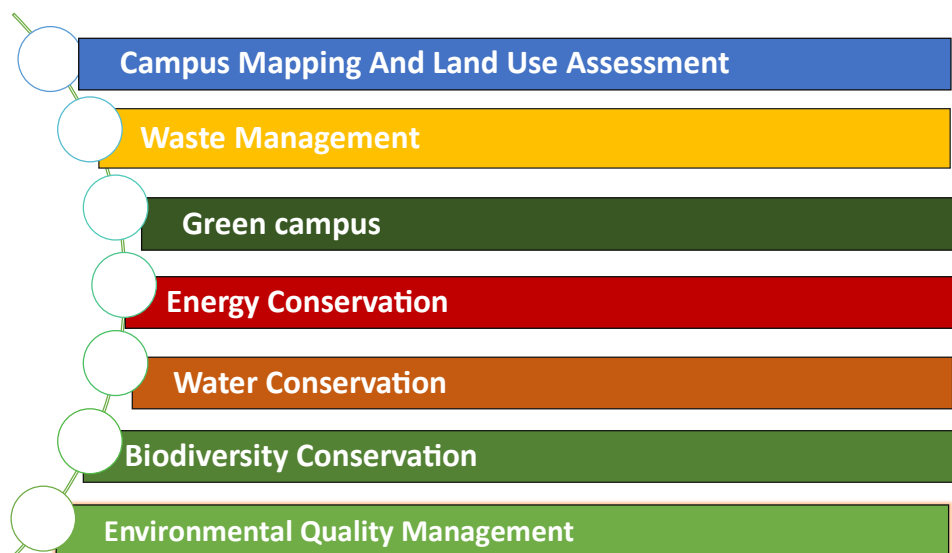 Campus Mapping And Land Use Assessment
Waste Management
Green campus
Energy Conservation
Water Conservation
Biodiversity Conservation
Environmental Quality Management